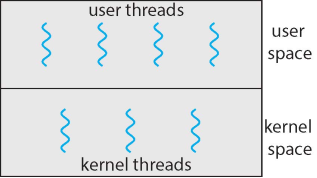 user threads
user
space
kernel
space
kernel threads